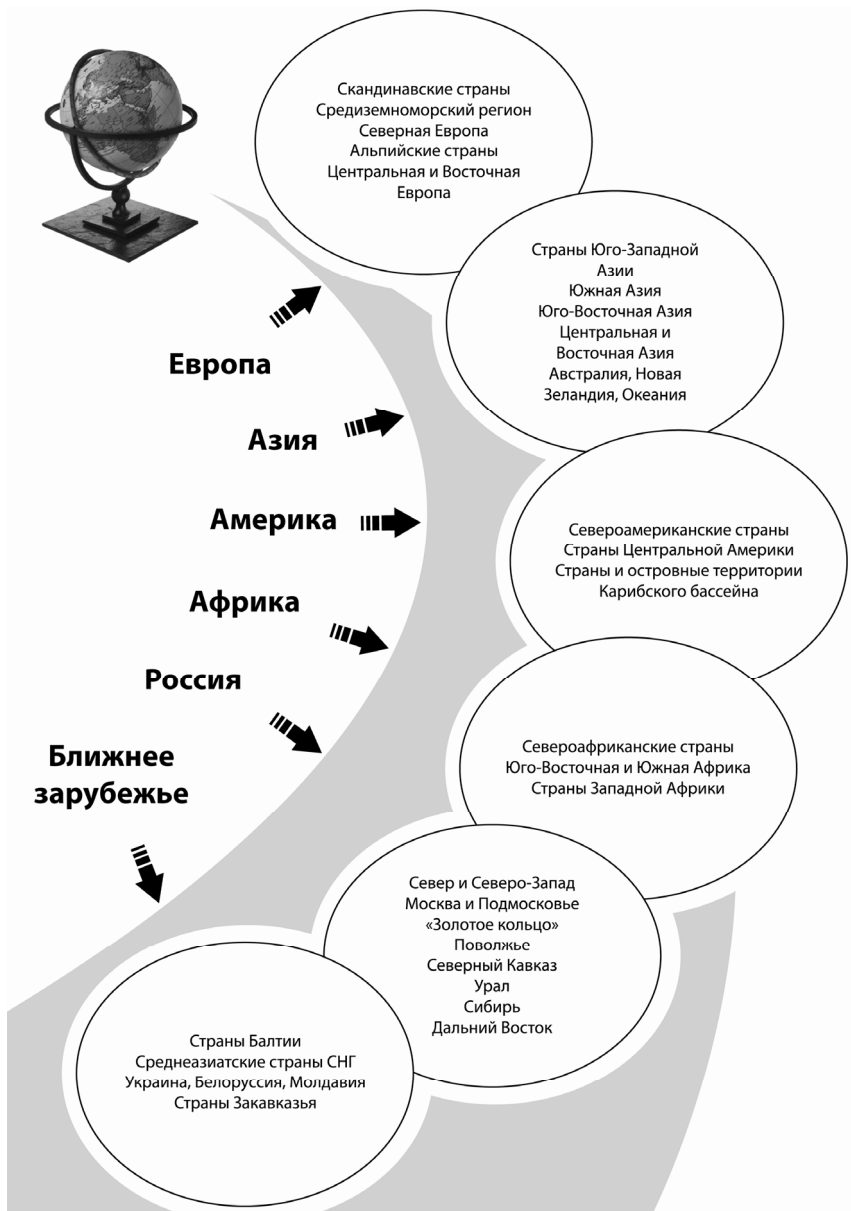 Скандинавские страны
Средиземноморский регион
Северная Европа
Альпийские страны
Центральная и Восточная
Европа
Страны Юго-Западной
Азии
Южная Азия
Юго-Восточная Азия
Центральная и
Восточная Азия
Австралия, Новая
Зеландия, Океания
Европа
Азия
Америка
Африка
Россия
Ближнее
зарубежье
Североамериканские страны
Страны Центральной Америки
Страны и островные территории
Карибского бассейна
Североафриканские страны
Юго-Восточная и Южная Африка
Страны Западной Африки
Север и Северо-Запад
Москва и Подмосковье
«Золотое кольцо»
Поволжье
Северный Кавказ
Урал
Сибирь
Дальний Восток
Страны Балтии
Среднеазиатские страны СНГ
Украина, Белоруссия, Молдавия
Страны Закавказья